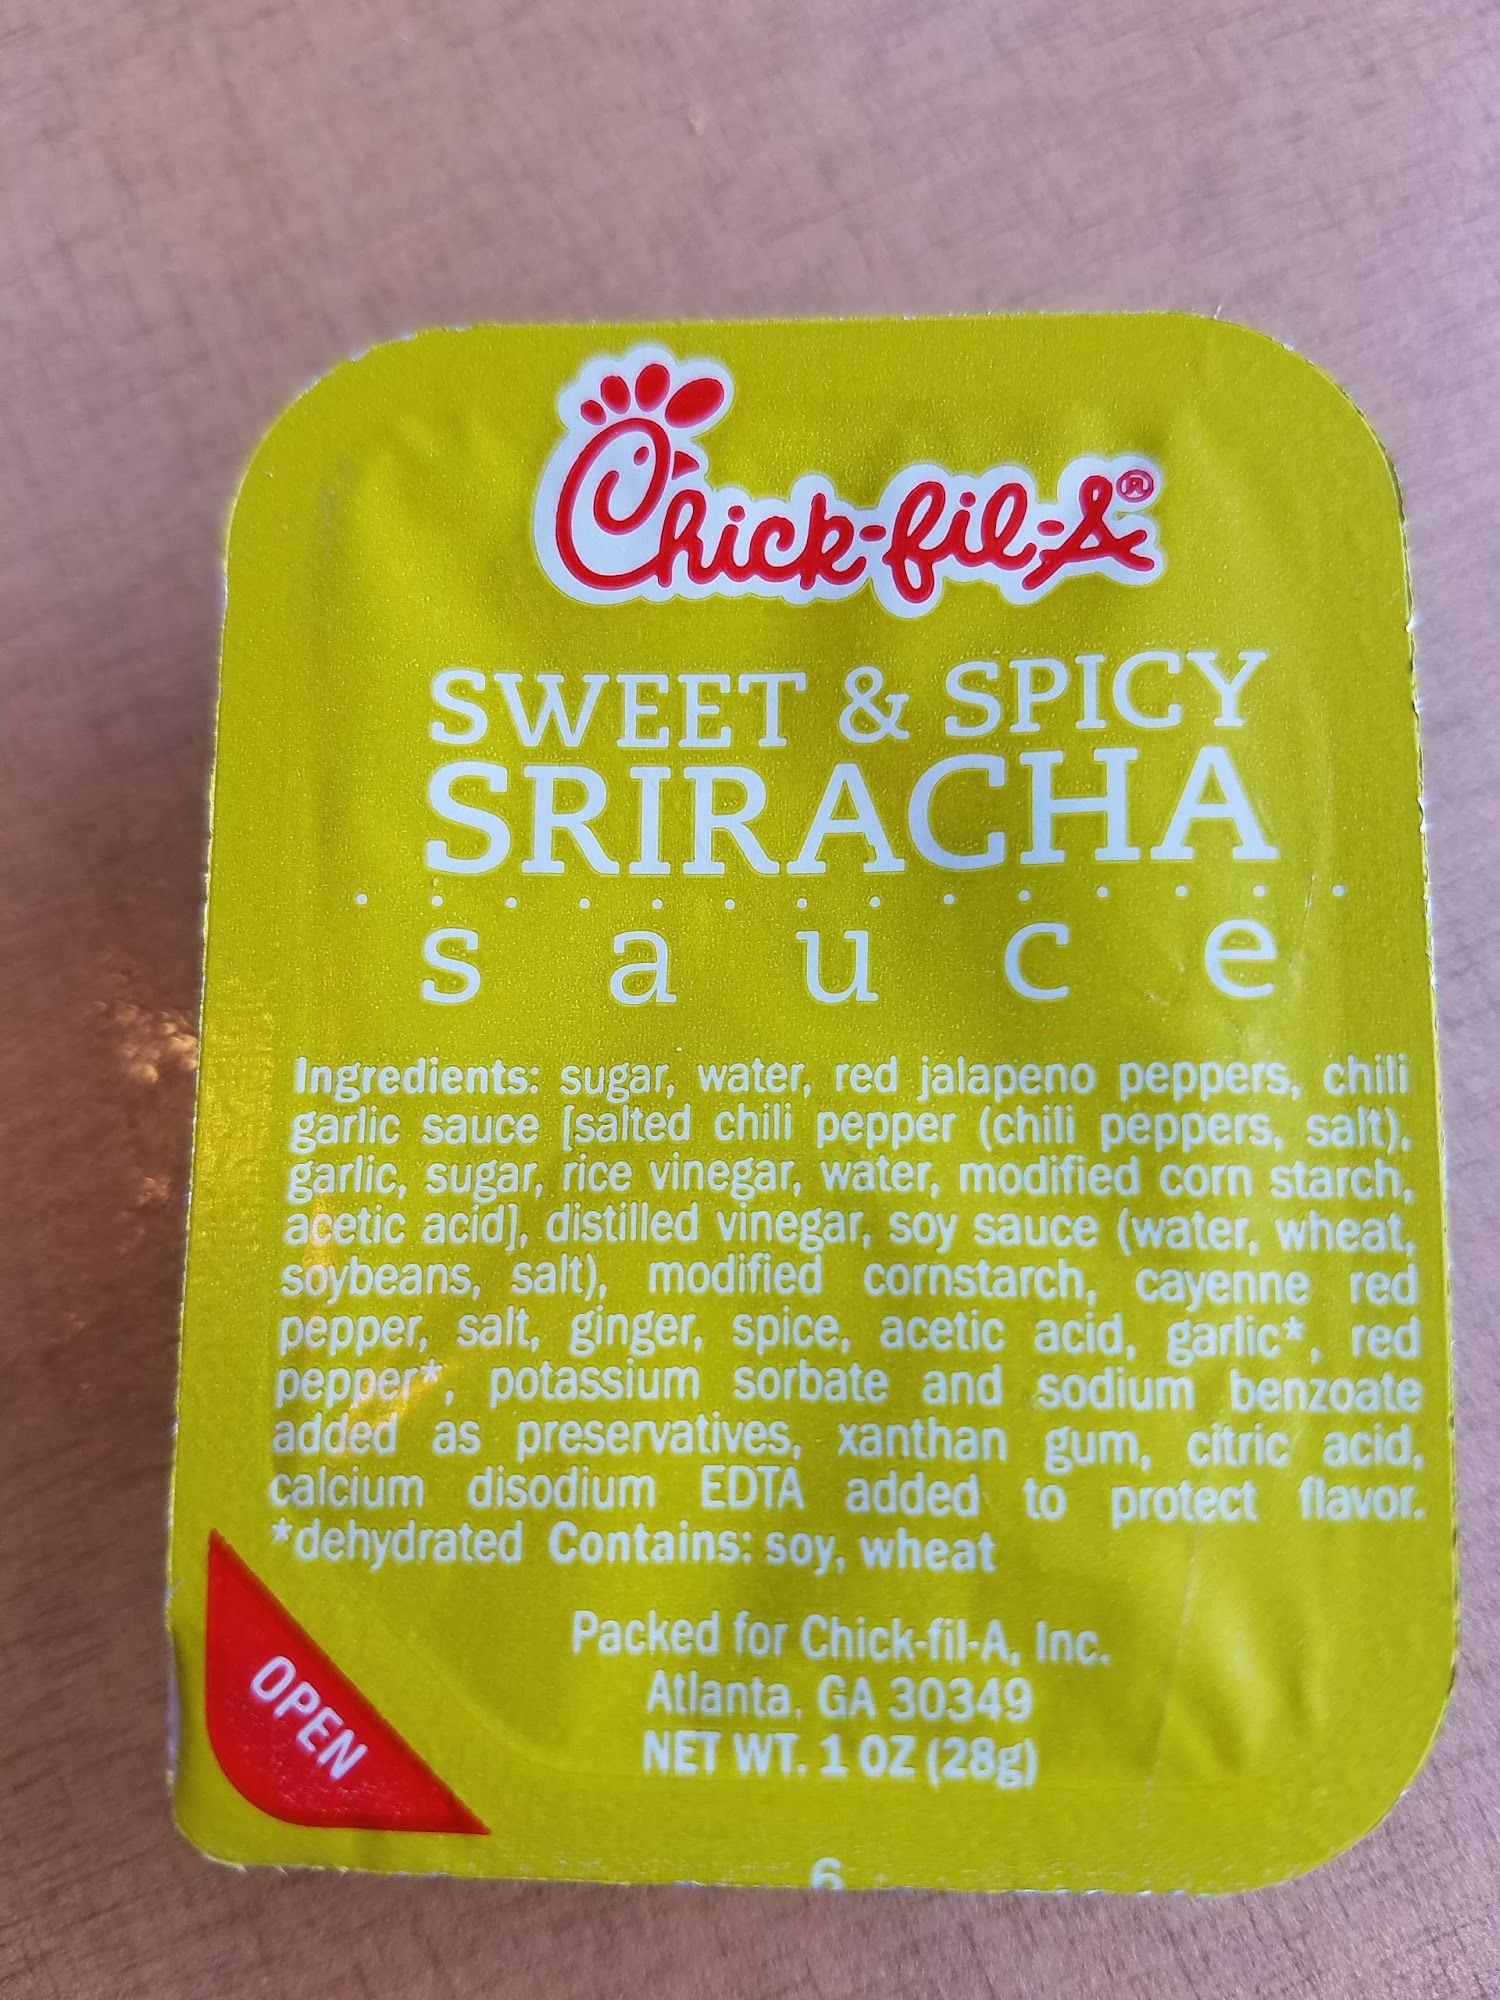 Chick-fil-A®
SWEET & SPICY
SRIRACHA
sauce
Ingredients: sugar, water, red jalapeno peppers, chili
garlic sauce [salted chili pepper (chili peppers, salt),
garlic, sugar, rice vinegar, water, modified corn starch,
acetic acid], distilled vinegar, soy sauce (water, wheat,
soybeans, salt), modified cornstarch, cayenne red
pepper, salt, ginger, spice, acetic acid, garlic*, red
pepper*, potassium sorbate and sodium benzoate
added as preservatives, xanthan gum, citric acid,
calcium disodium EDTA added to protect flavor.
*dehydrated Contains: soy, wheat
Packed for Chick-fil-A, Inc.
Atlanta, GA 30349
NET WT. 1 OZ (28g)
OPEN
6